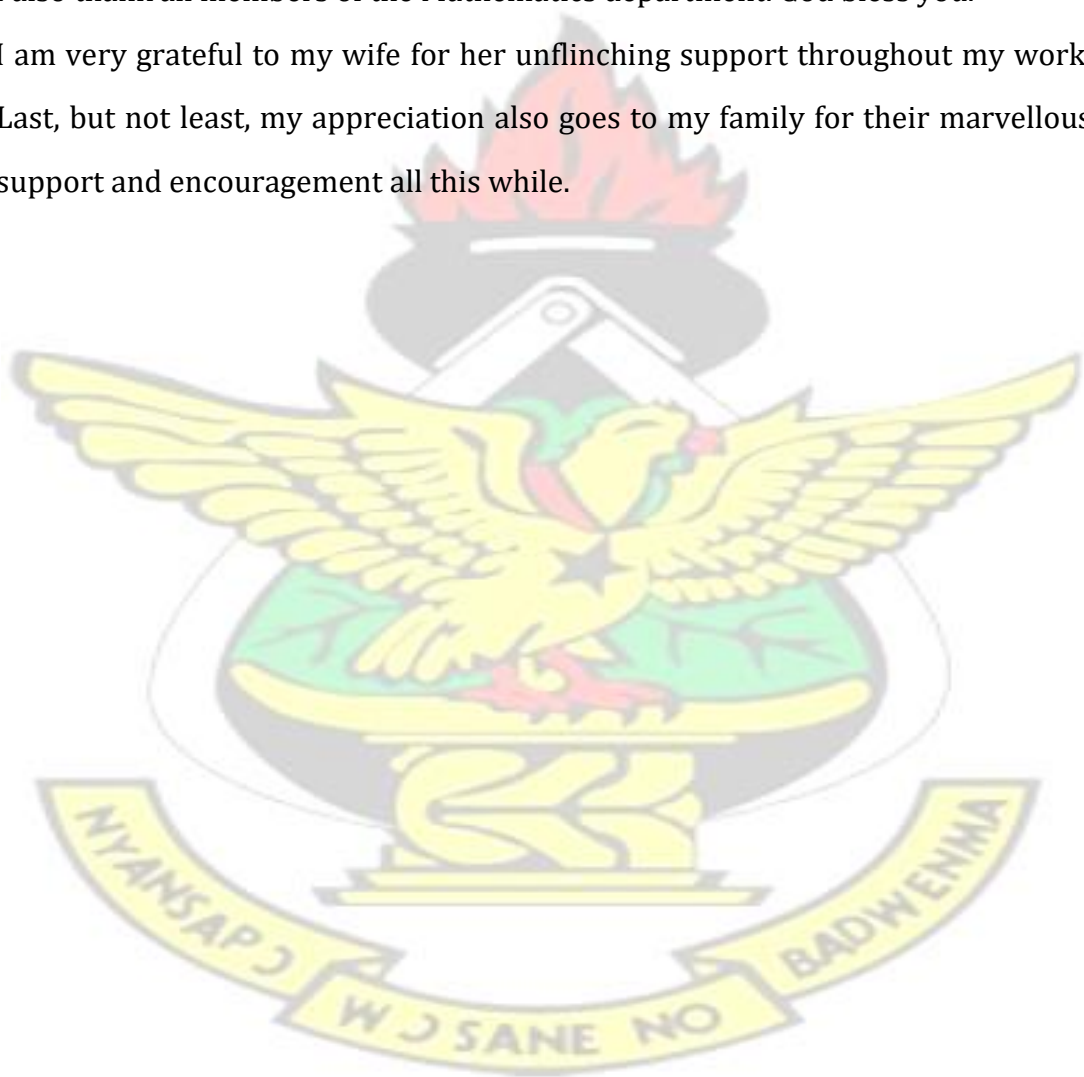 I am very grateful to my wife for her unflinching support throughout my work
Last, but not least, my appreciation also goes to my family for their marvellous
support and encouragement all this while.
NYANSAPƆ
WƆSANE NO
BADWENMA